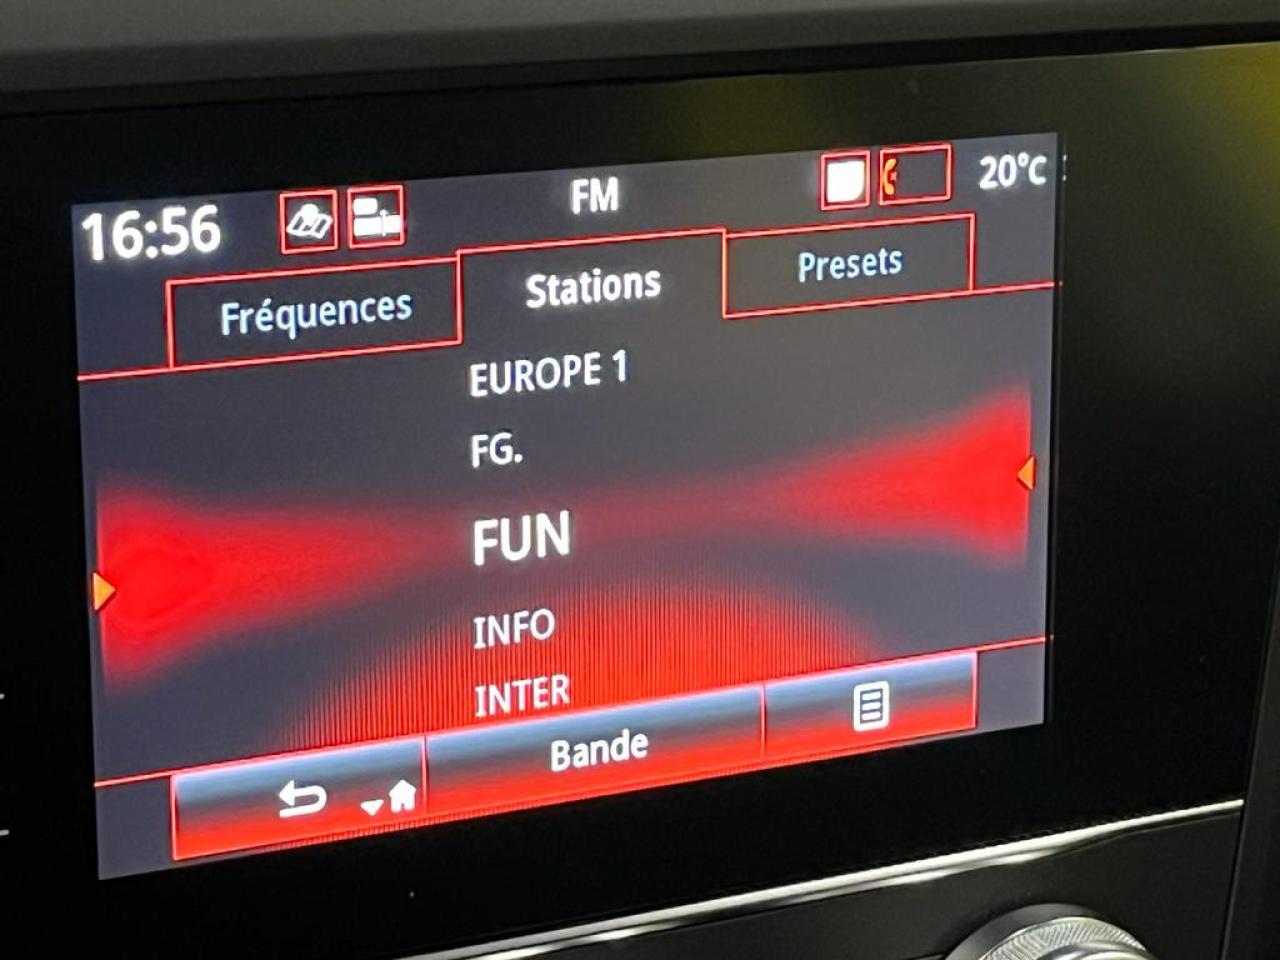 16:56 FM 20°C
Fréquences Stations Presets
EUROPE 1
FG.
FUN
INFO
INTER
Bande